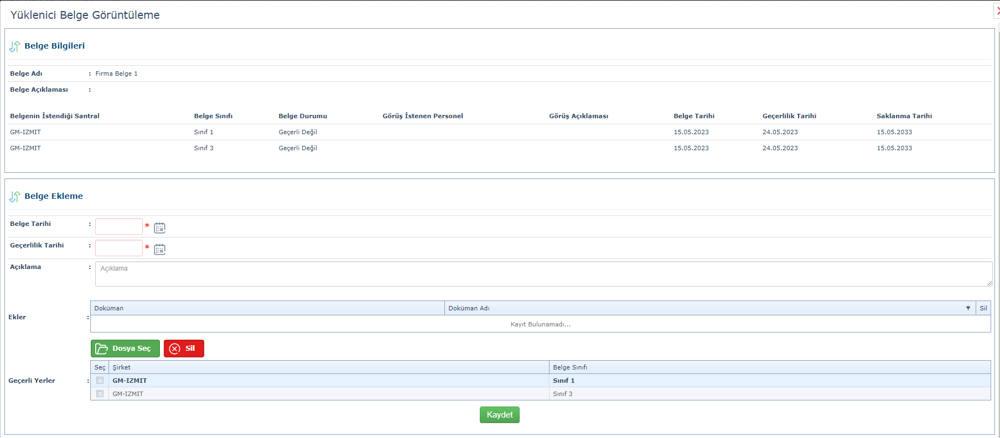 Yüklenici Belge Görüntüleme
Belge Bilgileri
Belge Adı : Firma Belge 1
Belge Açıklaması :
Belgenin İstendiği Santral Belge Sınıfı Belge Durumu Görüş İstenen Personel Görüş Açıklaması Belge Tarihi Geçerlilik Tarihi Saklanma Tarihi
GM-IZMIT Sınıf 1 Geçerli Değil 15.05.2023 24.05.2023 15.05.2033
GM-IZMIT Sınıf 3 Geçerli Değil 15.05.2023 24.05.2023 15.05.2033
Belge Ekleme
Belge Tarihi : *
Geçerlilik Tarihi : *
Açıklama : Açıklama
Doküman Doküman Adı Sil
Ekler :
Kayıt Bulunamadı...
Dosya Seç Sil
Seç Şirket Belge Sınıfı
Geçerli Yerler : GM-IZMIT Sınıf 1
GM-IZMIT Sınıf 3
Kaydet